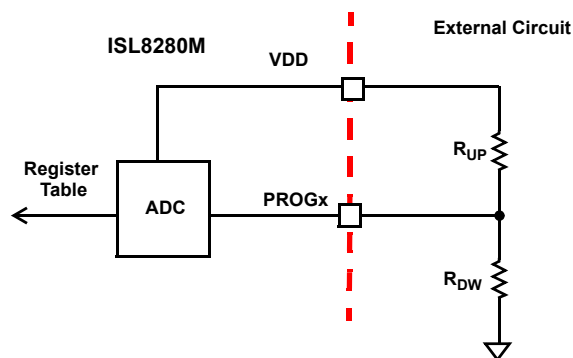 External Circuit
ISL8280M
VDD
RUP
Register
Table
ADC
PROGx
RDW